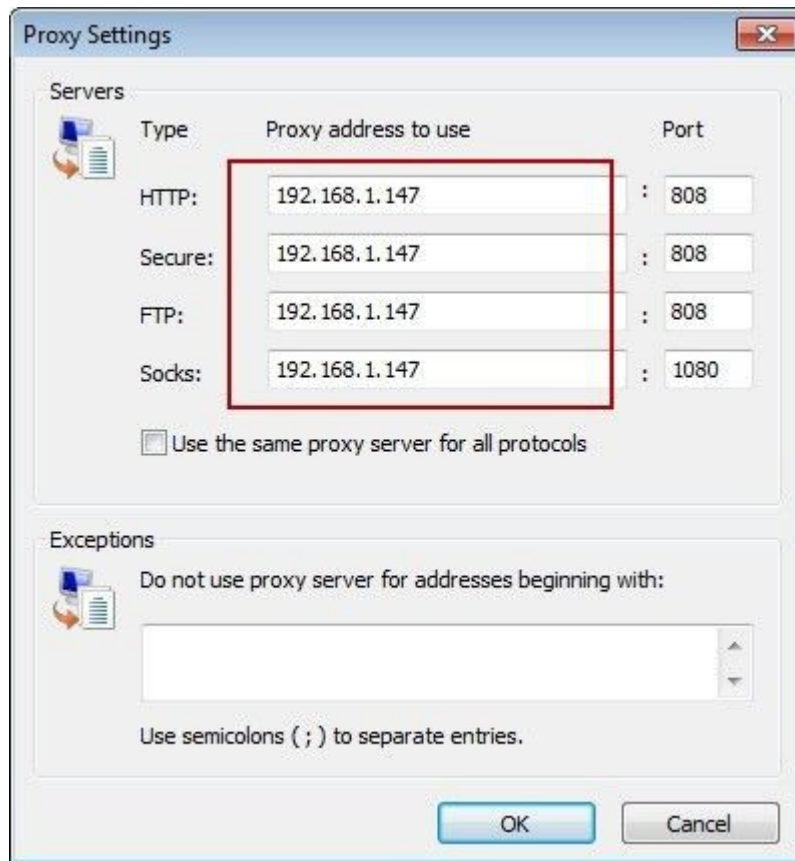 Proxy Settings
Servers
Type Proxy address to use Port
HTTP: 192.168.1.147 : 808
Secure: 192.168.1.147 : 808
FTP: 192.168.1.147 : 808
Socks: 192.168.1.147 : 1080
Use the same proxy server for all protocols
Exceptions
Do not use proxy server for addresses beginning with:
Use semicolons ( ; ) to separate entries.
OK Cancel